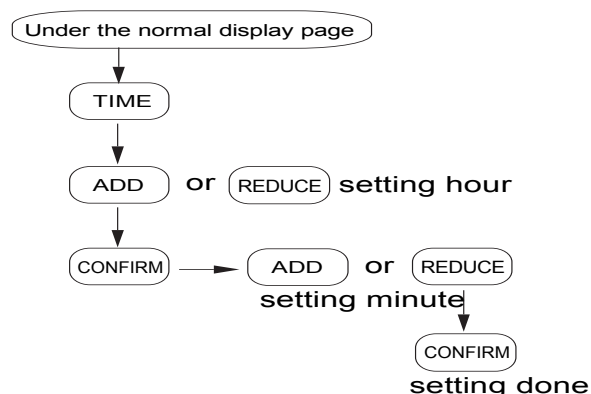 Under the normal display page
TIME
ADD or REDUCE setting hour
CONFIRM ADD or REDUCE
setting minute
CONFIRM
setting done